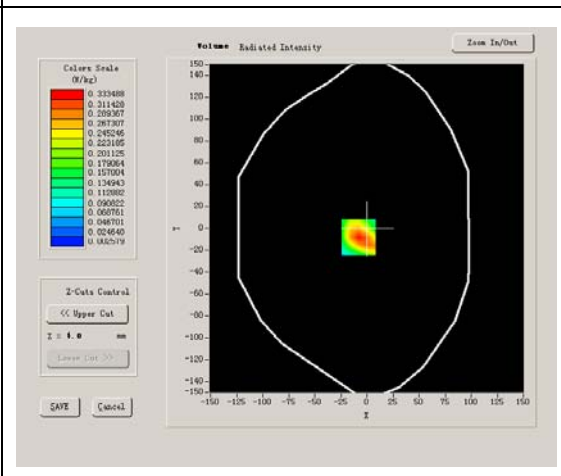 Volume Radiated Intensity
Zoom In/Out
Colors Scale
(W/kg)
0.333488
0.311428
0.289367
0.267307
0.245246
0.223185
0.201125
0.179064
0.157004
0.134943
0.112882
0.090822
0.068761
0.046701
0.024640
0.002579
Z-Cuts Control
<< Upper Cut
mm
Lower Cut >>
SAVE
Cancel
150
140
120
100
80
60
40
20
0
-20
-40
-60
-80
-100
-120
-140
-150
Y
-150 -125 -100 -75 -50 -25 0 25 50 75 100 125 150
X